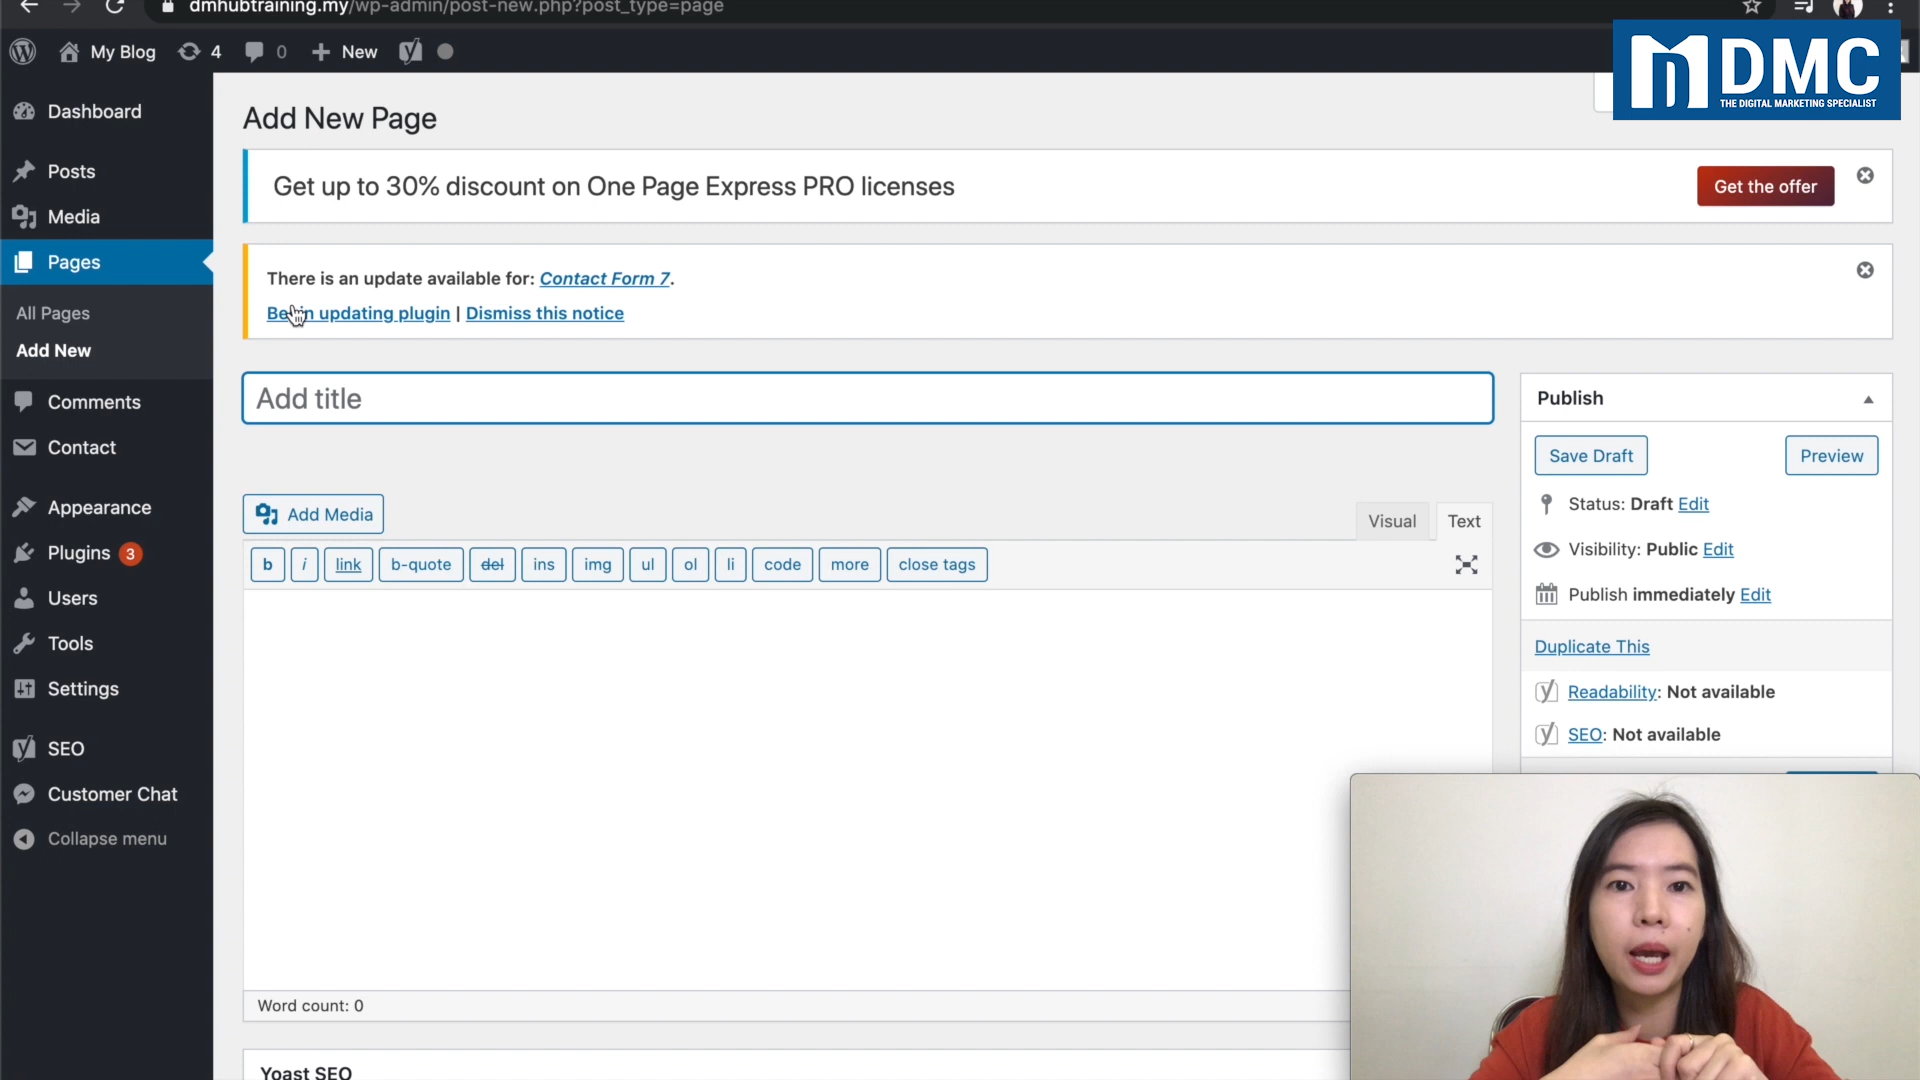 dmhubtraining.my/wp-admin/post-new.php?post_type=page
My Blog 4 0 New
DMC
THE DIGITAL MARKETING SPECIALIST
Dashboard
Posts
Media
Pages
All Pages
Add New
Comments
Contact
Appearance
Plugins 3
Users
Tools
Settings
SEO
Customer Chat
Collapse menu
Add New Page
Get up to 30% discount on One Page Express PRO licenses
Get the offer
There is an update available for: Contact Form 7.
Begin updating plugin | Dismiss this notice
Add title
Add Media
Visual Text
b i link b-quote del ins img ul ol li code more close tags
Word count: 0
Yoast SEO
Publish
Save Draft Preview
Status: Draft Edit
Visibility: Public Edit
Publish immediately Edit
Duplicate This
Readability: Not available
SEO: Not available